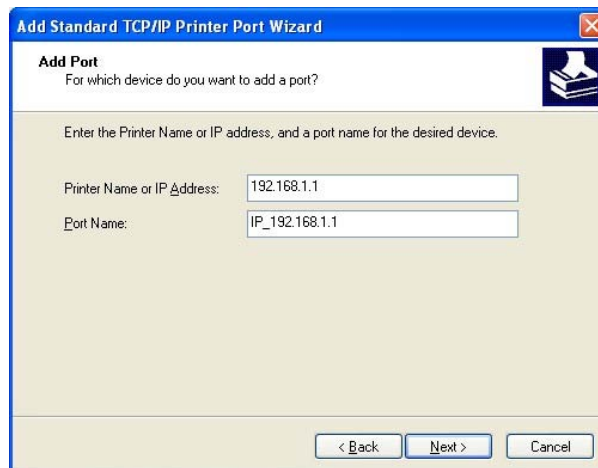 Add Standard TCP/IP Printer Port Wizard
Add Port
For which device do you want to add a port?
Enter the Printer Name or IP address, and a port name for the desired device.
Printer Name or IP Address: 192.168.1.1
Port Name: IP_192.168.1.1
< Back Next > Cancel